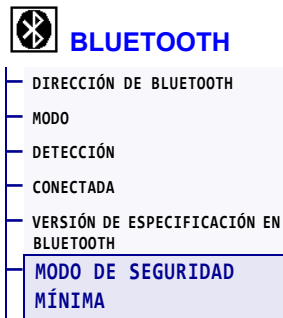 BLUETOOTH
DIRECCIÓN DE BLUETOOTH
MODO
DETECCIÓN
CONECTADA
VERSIÓN DE ESPECIFICACIÓN EN
BLUETOOTH
MODO DE SEGURIDAD
MÍNIMA